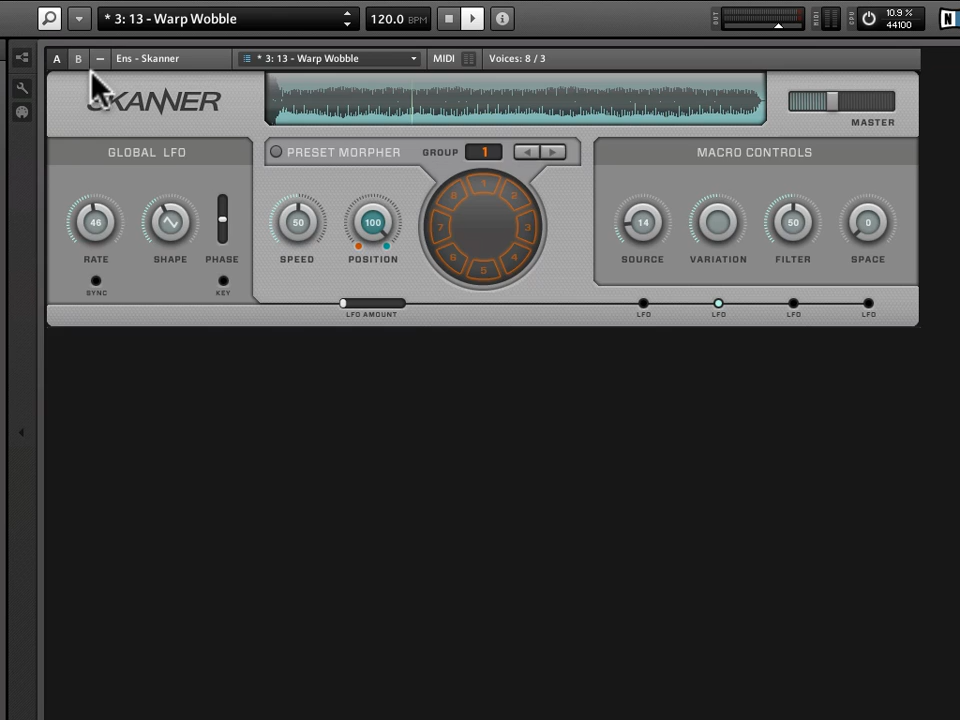 * 3: 13 - Warp Wobble
120.0 BPM
OUT
MIDI
CPU
10.9 %
44100
N
A B Ens - Skanner * 3: 13 - Warp Wobble MIDI Voices: 8 / 3
SKANNER
MASTER
GLOBAL LFO
PRESET MORPHER GROUP 1
MACRO CONTROLS
1
2
3
4
5
6
7
8
46
50
100
14
50
0
RATE SHAPE PHASE
SPEED POSITION
SOURCE VARIATION FILTER SPACE
SYNC KEY
LFO AMOUNT
LFO LFO LFO LFO